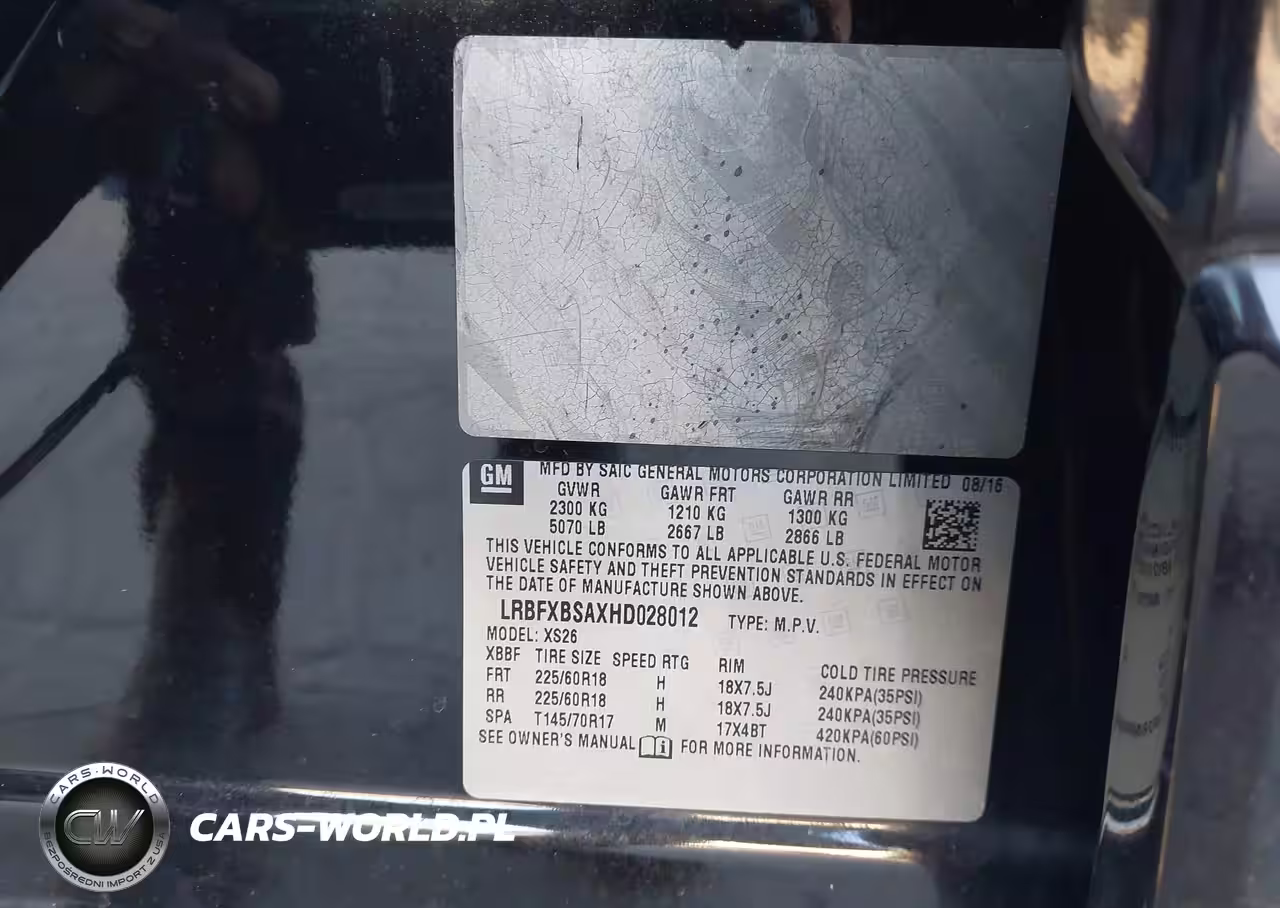 GM
MFD BY SAIC GENERAL MOTORS CORPORATION LIMITED 08/16
GVWR GAWR FRT GAWR RR
2300 KG 1210 KG 1300 KG
5070 LB 2667 LB 2866 LB
THIS VEHICLE CONFORMS TO ALL APPLICABLE U.S. FEDERAL MOTOR
VEHICLE SAFETY AND THEFT PREVENTION STANDARDS IN EFFECT ON
THE DATE OF MANUFACTURE SHOWN ABOVE.
LRBFXBSAXHD028012 TYPE: M.P.V.
MODEL: XS26
XBBF TIRE SIZE SPEED RTG RIM COLD TIRE PRESSURE
FRT 225/60R18 H 18X7.5J 240KPA(35PSI)
RR 225/60R18 H 18X7.5J 240KPA(35PSI)
SPA T145/70R17 M 17X4BT 420KPA(60PSI)
SEE OWNER'S MANUAL FOR MORE INFORMATION.
CARS-WORLD
CW
BEZPOŚREDNI IMPORT Z USA
CARS-WORLD.PL